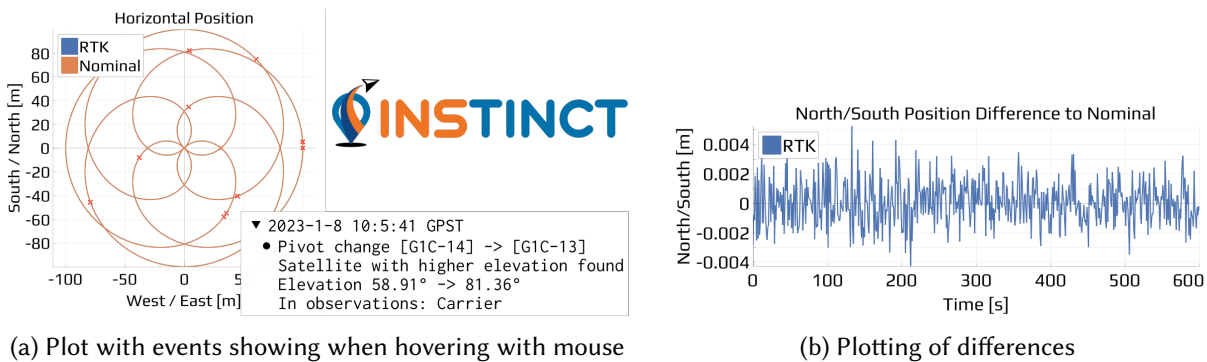 Horizontal Position
RTK
Nominal
South / North [m]
80
60
40
20
0
-20
-40
-60
-80
-100
-50
0
5
West / East [m]
INSTINCT
▼ 2023-1-8 10:5:41 GPST
● Pivot change [G1C-14] -> [G1C-13]
Satellite with higher elevation found
Elevation 58.91° -> 81.36°
In observations: Carrier
(a) Plot with events showing when hovering with mouse
North/South Position Difference to Nominal
RTK
North/South [m]
0.004
0.002
0
-0.002
-0.004
0
100
200
300
400
500
600
Time [s]
(b) Plotting of differences